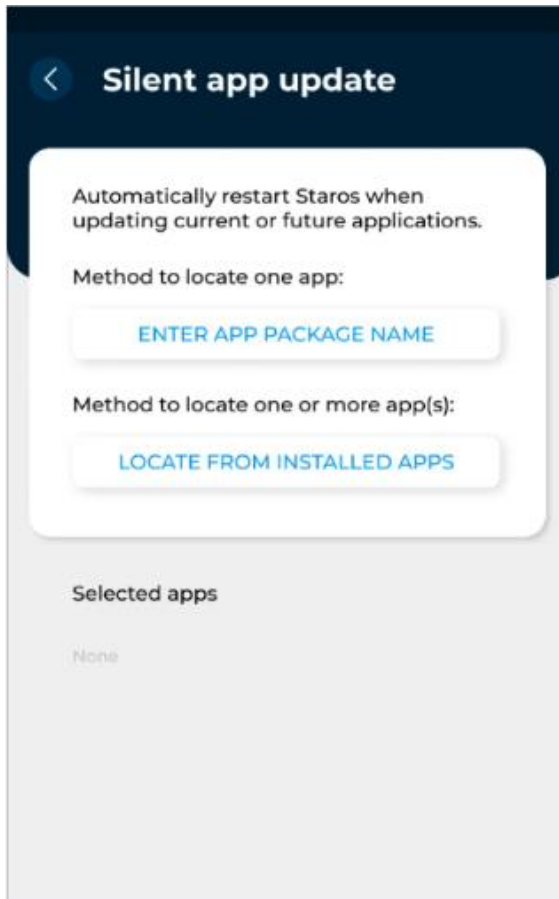 Silent app update
Automatically restart Staros when
updating current or future applications.
Method to locate one app:
ENTER APP PACKAGE NAME
Method to locate one or more app(s):
LOCATE FROM INSTALLED APPS
Selected apps
None